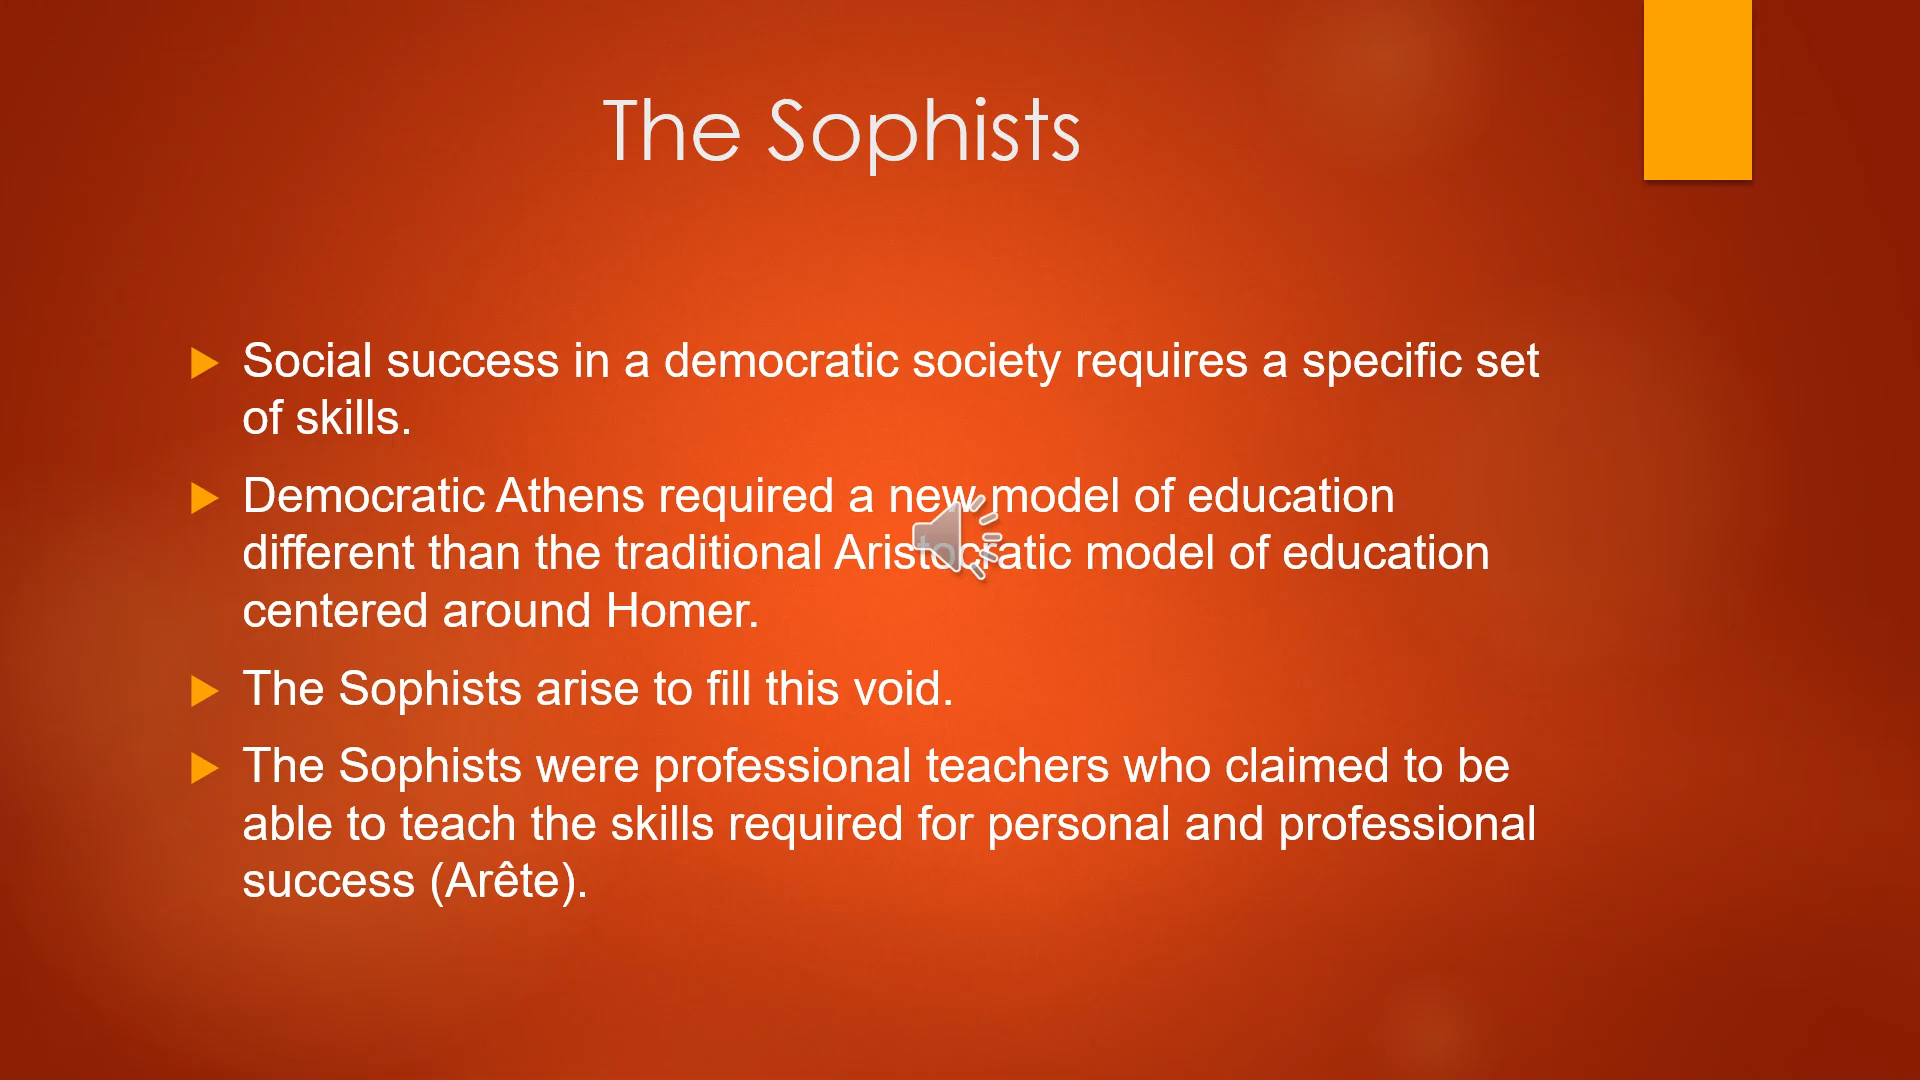 The Sophists
Social success in a democratic society requires a specific set
of skills.
Democratic Athens required a new model of education
different than the traditional Aristocratic model of education
centered around Homer.
The Sophists arise to fill this void.
The Sophists were professional teachers who claimed to be
able to teach the skills required for personal and professional
success (Arête).